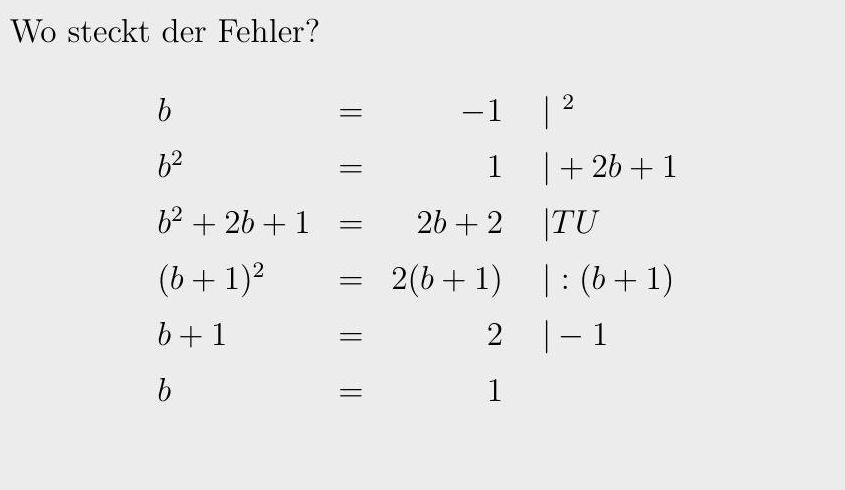 Wo steckt der Fehler?
b = −1 | ²
b² = 1 | + 2b + 1
b² + 2b + 1 = 2b + 2 |TU
(b + 1)² = 2(b + 1) | : (b + 1)
b + 1 = 2 | − 1
b = 1